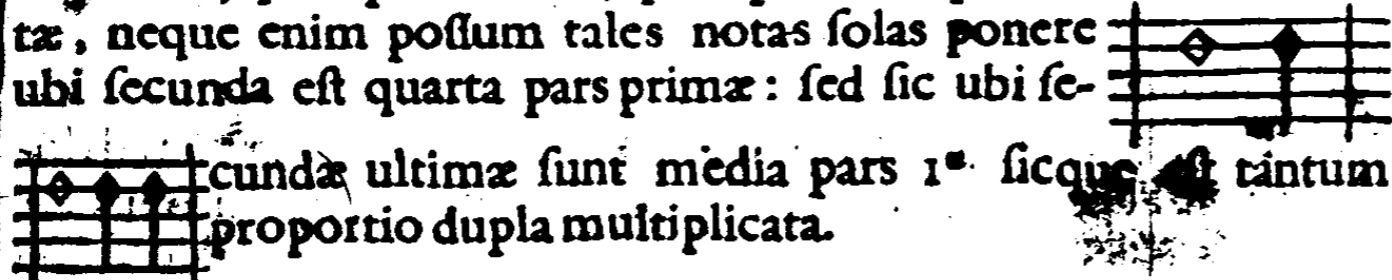 tæ, neque enim poſſum tales notas ſolas ponere
ubi ſecunda eſt quarta pars primæ: ſed ſic ubi ſe-
cundæ ultimæ ſunt media pars 1ᵃ. ſicque eſt tantum
proportio dupla multiplicata.